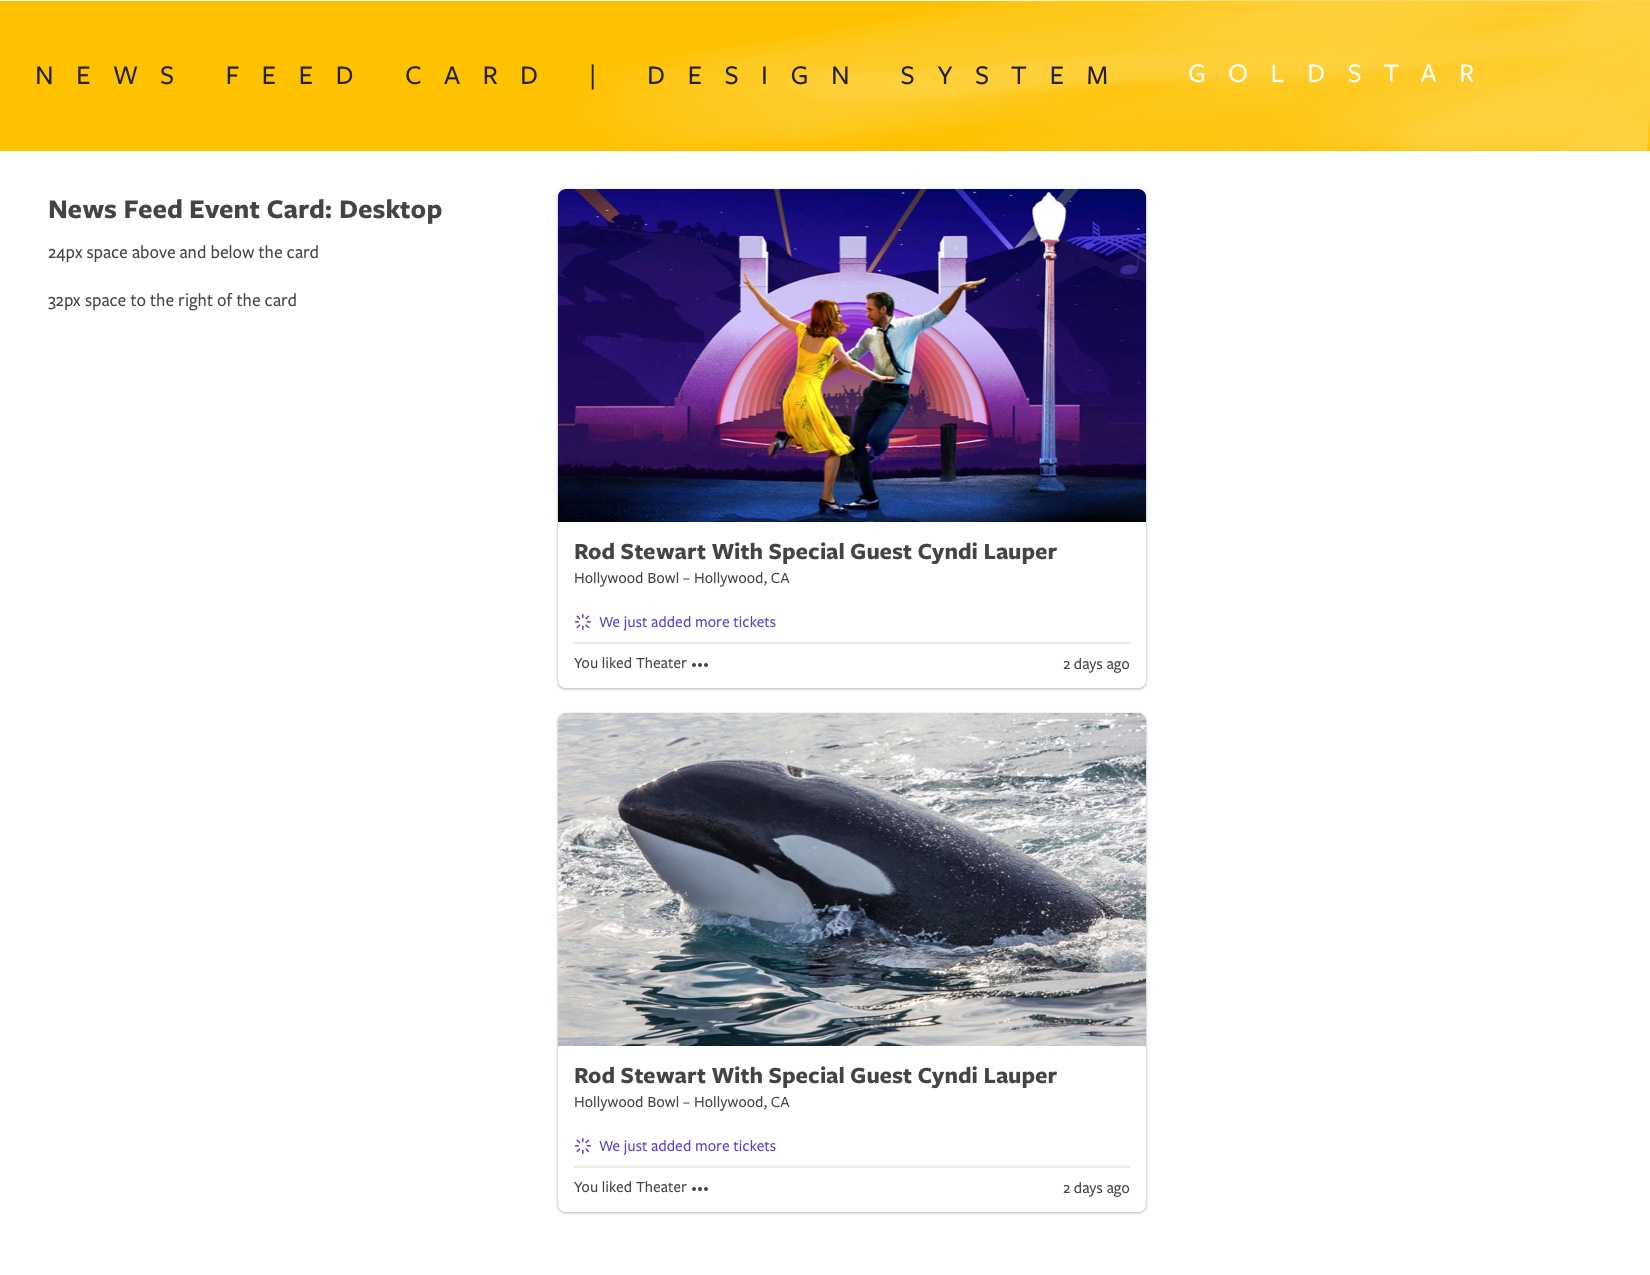 NEWS FEED CARD | DESIGN SYSTEM GOLDSTAR
News Feed Event Card: Desktop
24px space above and below the card
32px space to the right of the card
Rod Stewart With Special Guest Cyndi Lauper
Hollywood Bowl – Hollywood, CA
We just added more tickets
You liked Theater ••• 2 days ago
Rod Stewart With Special Guest Cyndi Lauper
Hollywood Bowl – Hollywood, CA
We just added more tickets
You liked Theater ••• 2 days ago